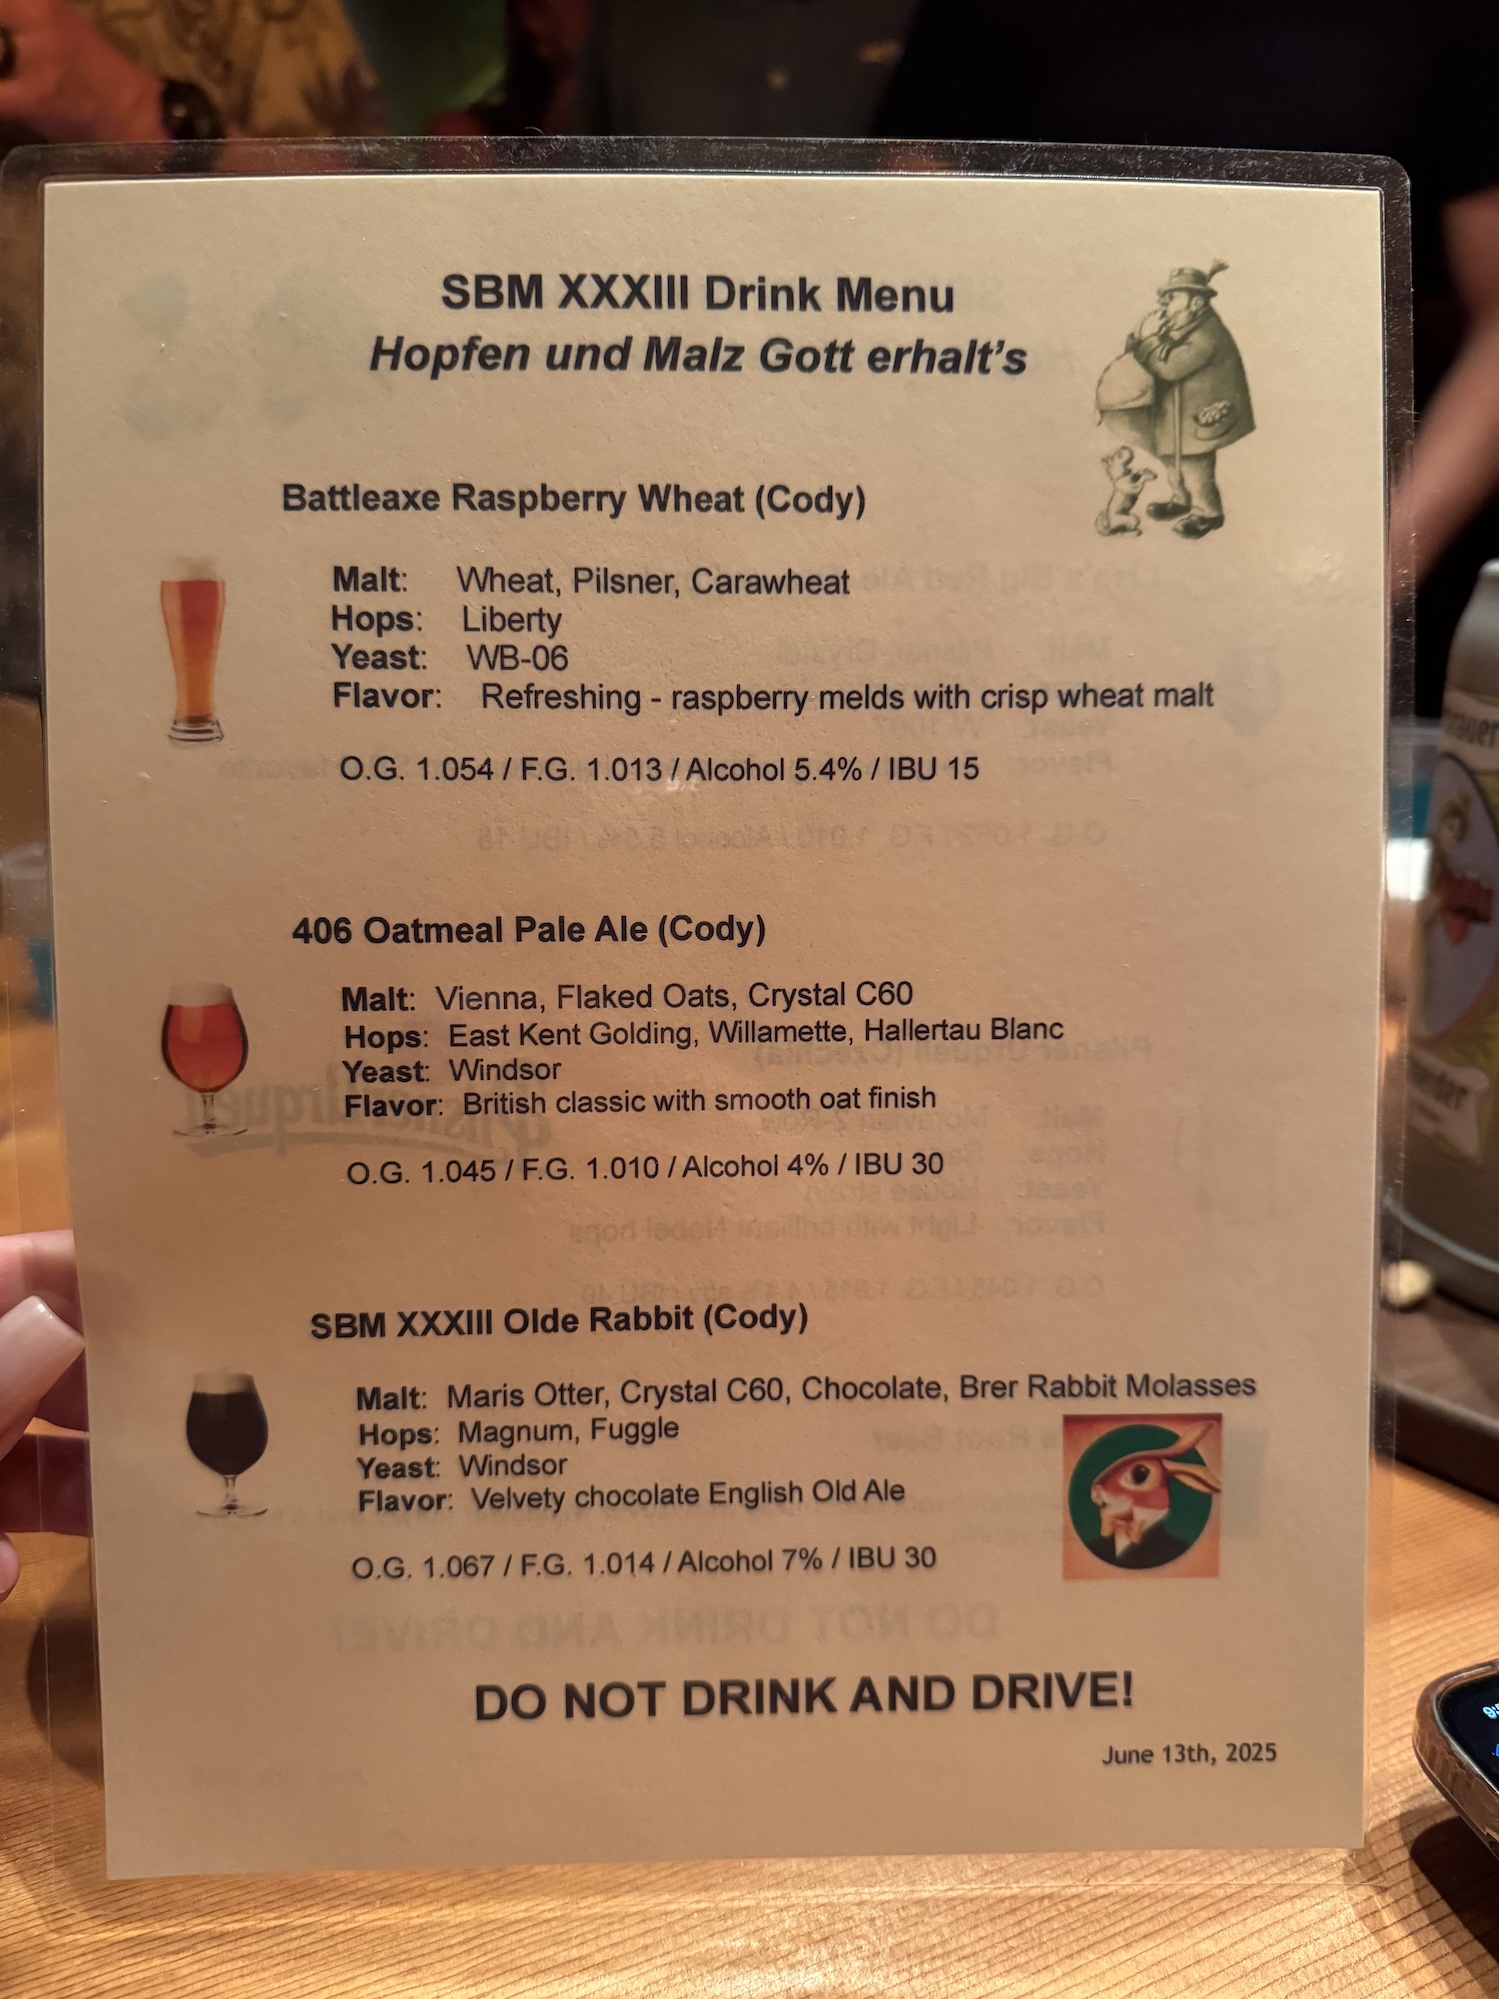 SBM XXXIII Drink Menu
Hopfen und Malz Gott erhalt's
Battleaxe Raspberry Wheat (Cody)
Malt: Wheat, Pilsner, Carawheat
Hops: Liberty
Yeast: WB-06
Flavor: Refreshing - raspberry melds with crisp wheat malt
O.G. 1.054 / F.G. 1.013 / Alcohol 5.4% / IBU 15
406 Oatmeal Pale Ale (Cody)
Malt: Vienna, Flaked Oats, Crystal C60
Hops: East Kent Golding, Willamette, Hallertau Blanc
Yeast: Windsor
Flavor: British classic with smooth oat finish
O.G. 1.045 / F.G. 1.010 / Alcohol 4% / IBU 30
SBM XXXIII Olde Rabbit (Cody)
Malt: Maris Otter, Crystal C60, Chocolate, Brer Rabbit Molasses
Hops: Magnum, Fuggle
Yeast: Windsor
Flavor: Velvety chocolate English Old Ale
O.G. 1.067 / F.G. 1.014 / Alcohol 7% / IBU 30
DO NOT DRINK AND DRIVE!
June 13th, 2025